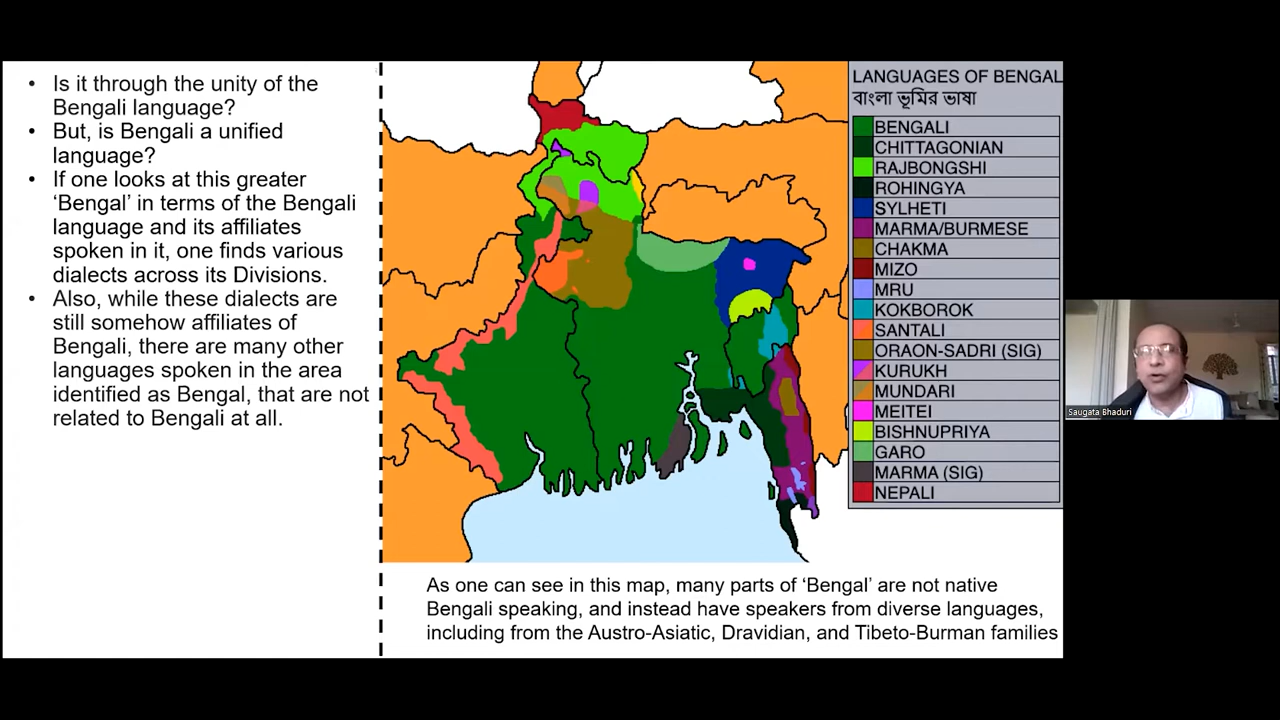 • Is it through the unity of the
Bengali language?
• But, is Bengali a unified
language?
• If one looks at this greater
‘Bengal’ in terms of the Bengali
language and its affiliates
spoken in it, one finds various
dialects across its Divisions.
• Also, while these dialects are
still somehow affiliates of
Bengali, there are many other
languages spoken in the area
identified as Bengal, that are not
related to Bengali at all.
LANGUAGES OF BENGAL
বাংলা ভূমির ভাষা
BENGALI
CHITTAGONIAN
RAJBONGSHI
ROHINGYA
SYLHETI
MARMA/BURMESE
CHAKMA
MIZO
MRU
KOKBOROK
SANTALI
ORAON-SADRI (SIG)
KURUKH
MUNDARI
MEITEI
BISHNUPRIYA
GARO
MARMA (SIG)
NEPALI
As one can see in this map, many parts of ‘Bengal’ are not native
Bengali speaking, and instead have speakers from diverse languages,
including from the Austro-Asiatic, Dravidian, and Tibeto-Burman families
Saugata Bhaduri